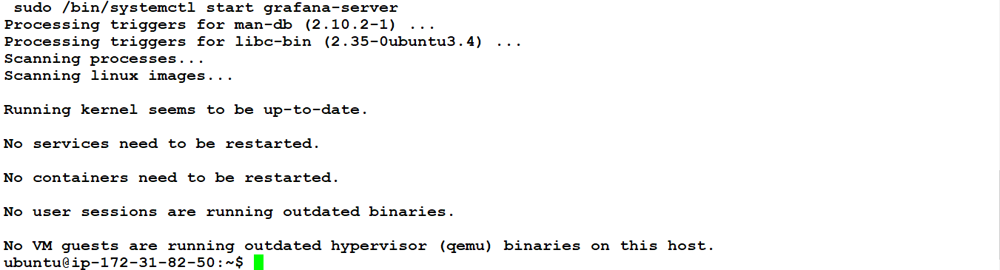 sudo /bin/systemctl start grafana-server
Processing triggers for man-db (2.10.2-1) ...
Processing triggers for libc-bin (2.35-0ubuntu3.4) ...
Scanning processes...
Scanning linux images...
Running kernel seems to be up-to-date.
No services need to be restarted.
No containers need to be restarted.
No user sessions are running outdated binaries.
No VM guests are running outdated hypervisor (qemu) binaries on this host.
ubuntu@ip-172-31-82-50:~$